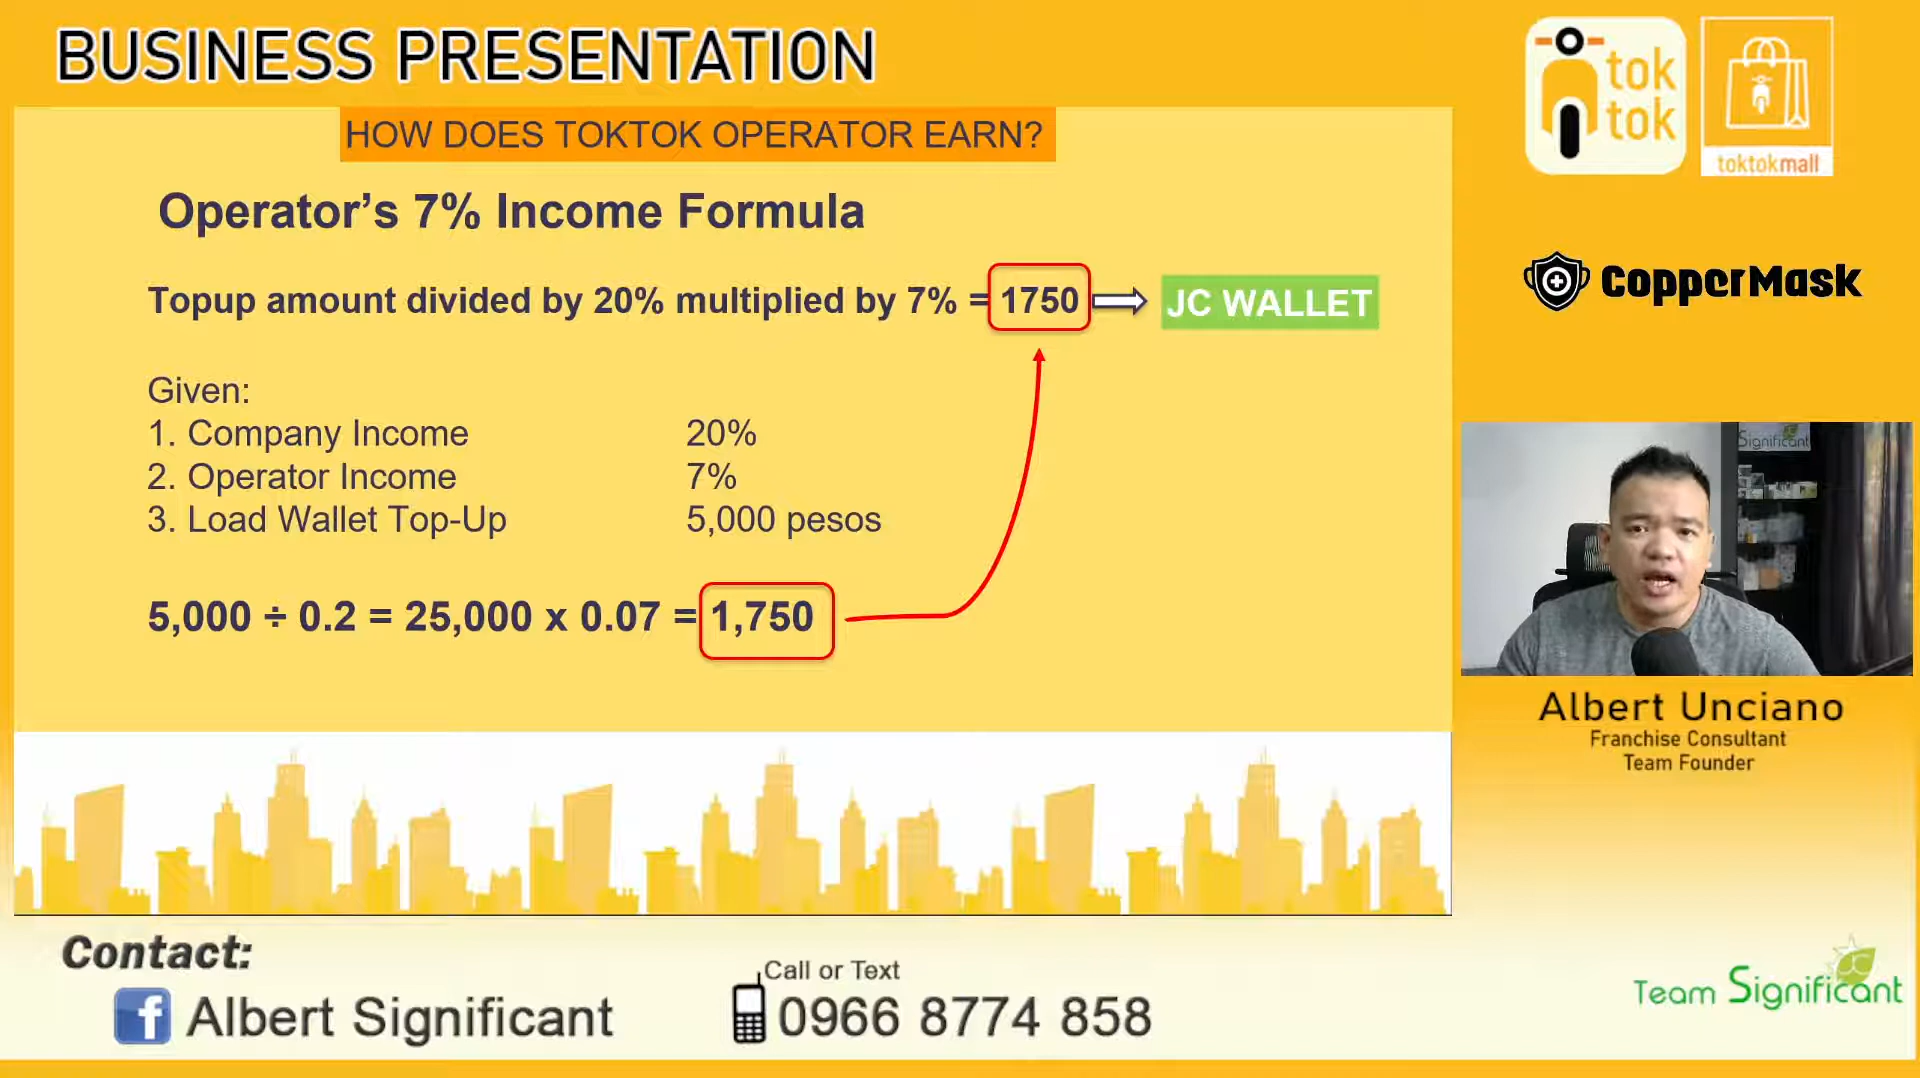 BUSINESS PRESENTATION
HOW DOES TOKTOK OPERATOR EARN?
Operator’s 7% Income Formula
Topup amount divided by 20% multiplied by 7% = 1750
JC WALLET
Given:
1. Company Income 20%
2. Operator Income 7%
3. Load Wallet Top-Up 5,000 pesos
5,000 ÷ 0.2 = 25,000 x 0.07 = 1,750
tok
tok
toktokmall
CopperMask
Significant
Albert Unciano
Franchise Consultant
Team Founder
Contact:
f Albert Significant
Call or Text
0966 8774 858
JC
Team Significant